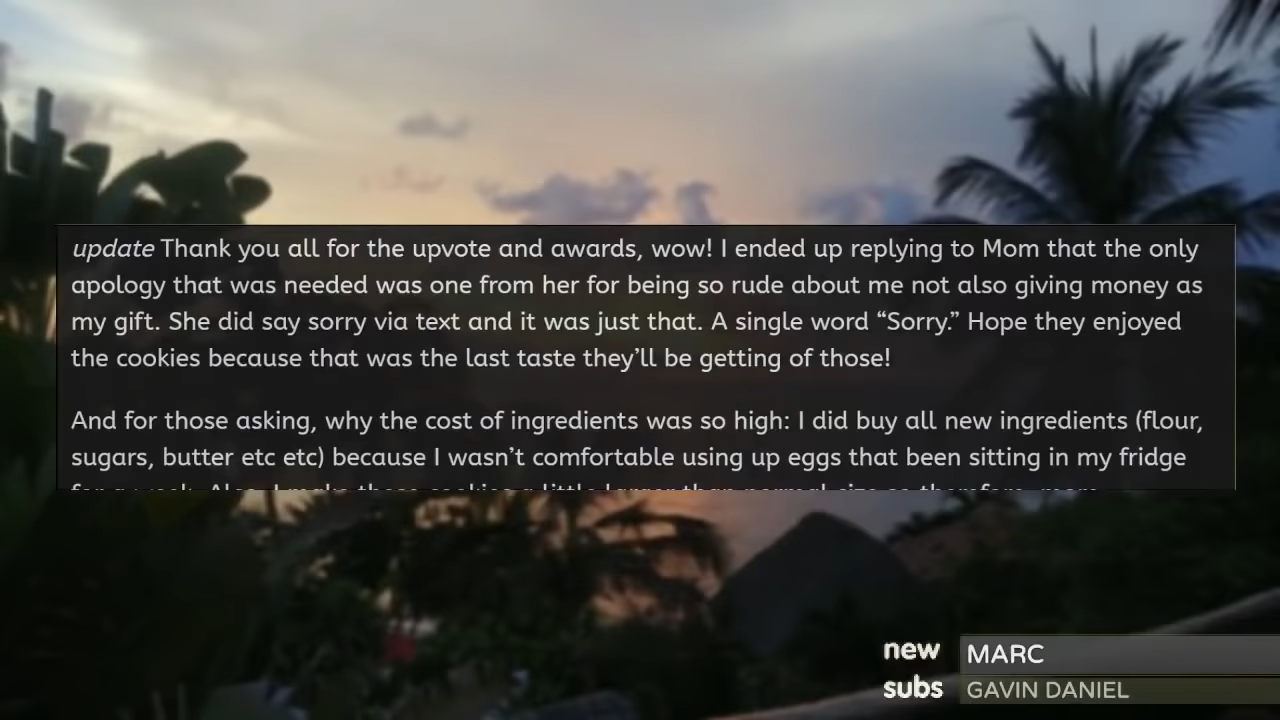 update Thank you all for the upvote and awards, wow! I ended up replying to Mom that the only
apology that was needed was one from her for being so rude about me not also giving money as
my gift. She did say sorry via text and it was just that. A single word “Sorry.” Hope they enjoyed
the cookies because that was the last taste they’ll be getting of those!
And for those asking, why the cost of ingredients was so high: I did buy all new ingredients (flour,
sugars, butter etc etc) because I wasn’t comfortable using up eggs that been sitting in my fridge
new MARC
subs GAVIN DANIEL